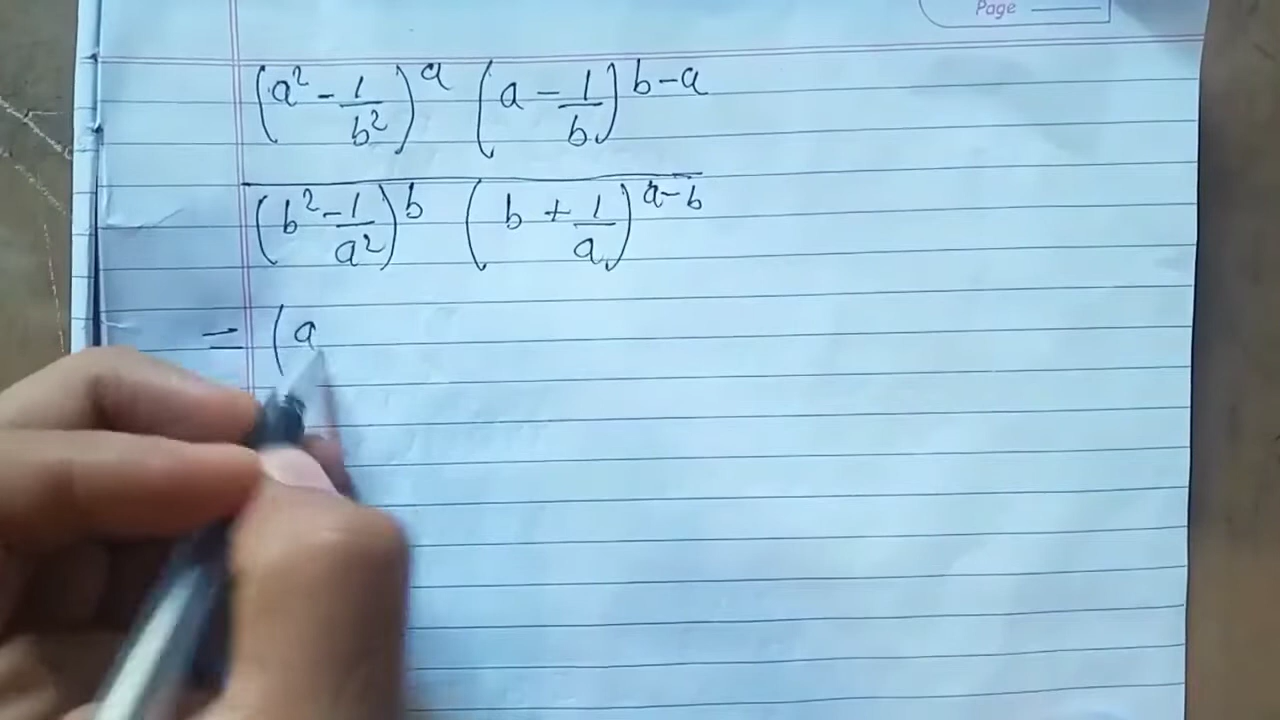 Page
(a² - 1/b²)^a (a - 1/b)^(b-a)
(b² - 1/a²)^b (b + 1/a)^(a-b)
= (a